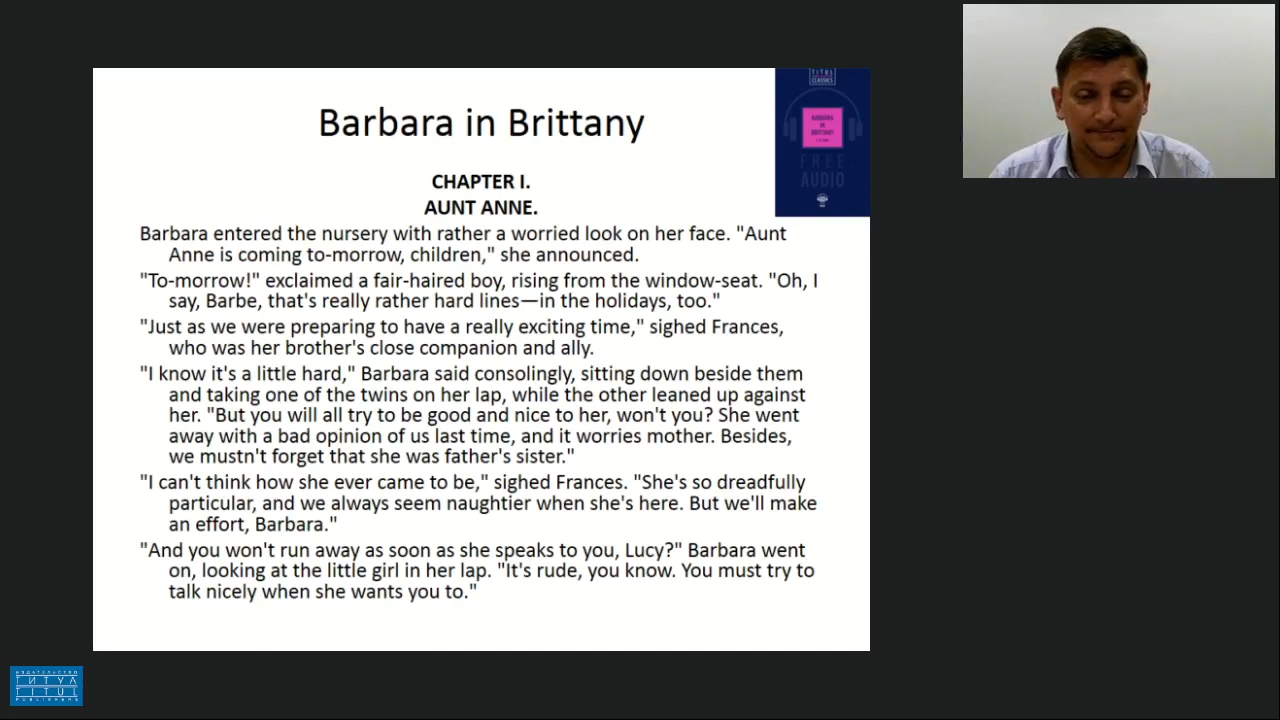 Barbara in Brittany
TITUL
CLASSICS
BARBARA
IN
BRITTANY
FREE
AUDIO
CHAPTER I.
AUNT ANNE.
Barbara entered the nursery with rather a worried look on her face. "Aunt
Anne is coming to-morrow, children," she announced.
"To-morrow!" exclaimed a fair-haired boy, rising from the window-seat. "Oh, I
say, Barbe, that's really rather hard lines—in the holidays, too."
"Just as we were preparing to have a really exciting time," sighed Frances,
who was her brother's close companion and ally.
"I know it's a little hard," Barbara said consolingly, sitting down beside them
and taking one of the twins on her lap, while the other leaned up against
her. "But you will all try to be good and nice to her, won't you? She went
away with a bad opinion of us last time, and it worries mother. Besides,
we mustn't forget that she was father's sister."
"I can't think how she ever came to be," sighed Frances. "She's so dreadfully
particular, and we always seem naughtier when she's here. But we'll make
an effort, Barbara."
"And you won't run away as soon as she speaks to you, Lucy?" Barbara went
on, looking at the little girl in her lap. "It's rude, you know. You must try to
talk nicely when she wants you to."
ИЗДАТЕЛЬСТВО
ТИТУЛ
TITUL
PUBLISHERS